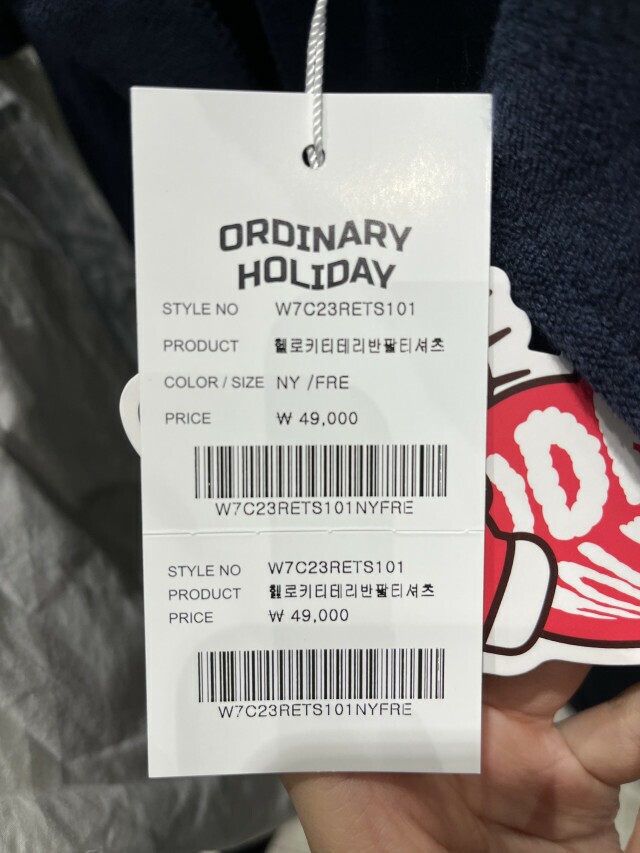 ORDINARY
HOLIDAY
STYLE NO W7C23RETS101
PRODUCT 헬로키티테리반팔티셔츠
COLOR / SIZE NY /FRE
PRICE ₩ 49,000
W7C23RETS101NYFRE
STYLE NO W7C23RETS101
PRODUCT 헬로키티테리반팔티셔츠
PRICE ₩ 49,000
W7C23RETS101NYFRE